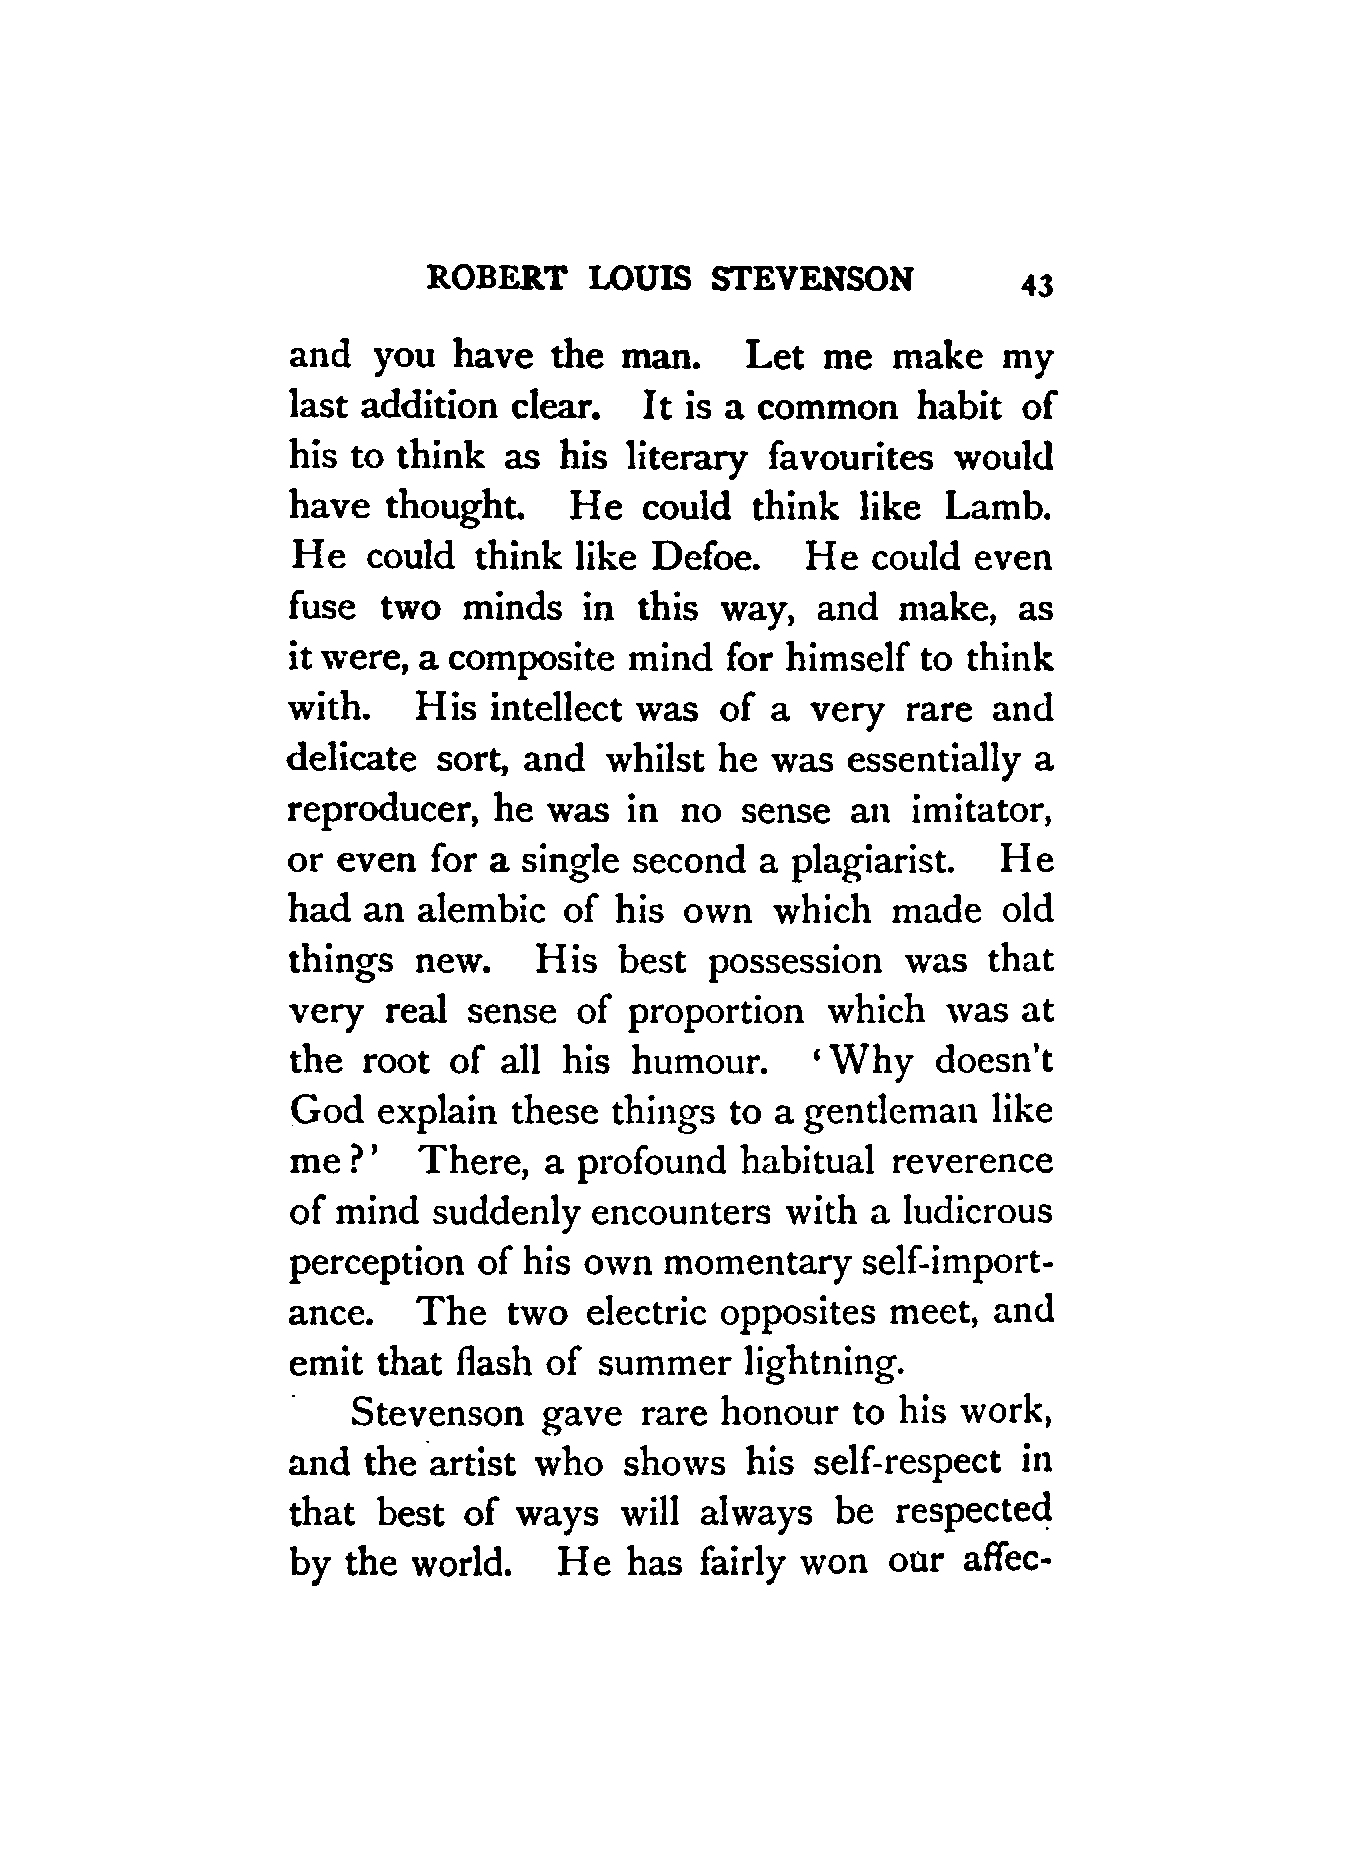 ROBERT LOUIS STEVENSON 43
and you have the man. Let me make my
last addition clear. It is a common habit of
his to think as his literary favourites would
have thought. He could think like Lamb.
He could think like Defoe. He could even
fuse two minds in this way, and make, as
it were, a composite mind for himself to think
with. His intellect was of a very rare and
delicate sort, and whilst he was essentially a
reproducer, he was in no sense an imitator,
or even for a single second a plagiarist. He
had an alembic of his own which made old
things new. His best possession was that
very real sense of proportion which was at
the root of all his humour. ‘Why doesn't
God explain these things to a gentleman like
me?’ There, a profound habitual reverence
of mind suddenly encounters with a ludicrous
perception of his own momentary self-import-
ance. The two electric opposites meet, and
emit that flash of summer lightning.
Stevenson gave rare honour to his work,
and the artist who shows his self-respect in
that best of ways will always be respected
by the world. He has fairly won our affec-